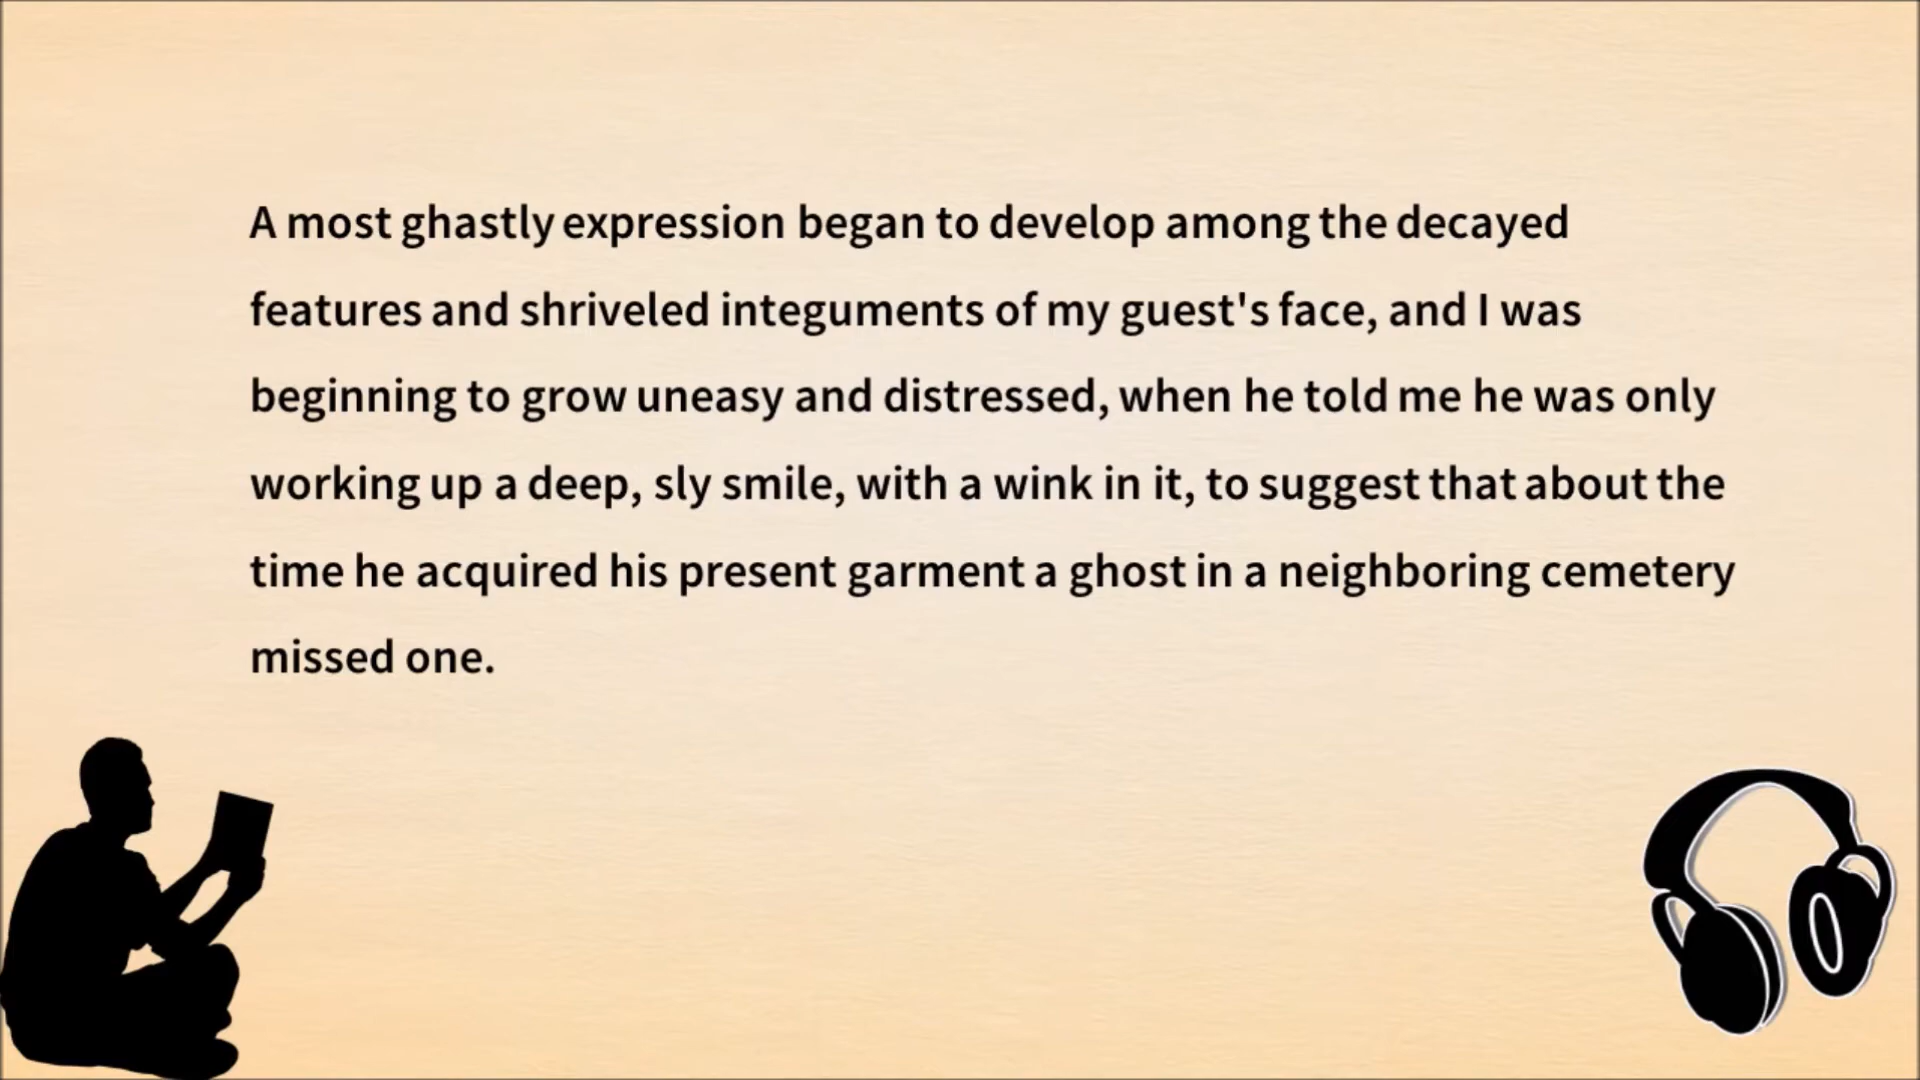 A most ghastly expression began to develop among the decayed
features and shriveled integuments of my guest's face, and I was
beginning to grow uneasy and distressed, when he told me he was only
working up a deep, sly smile, with a wink in it, to suggest that about the
time he acquired his present garment a ghost in a neighboring cemetery
missed one.